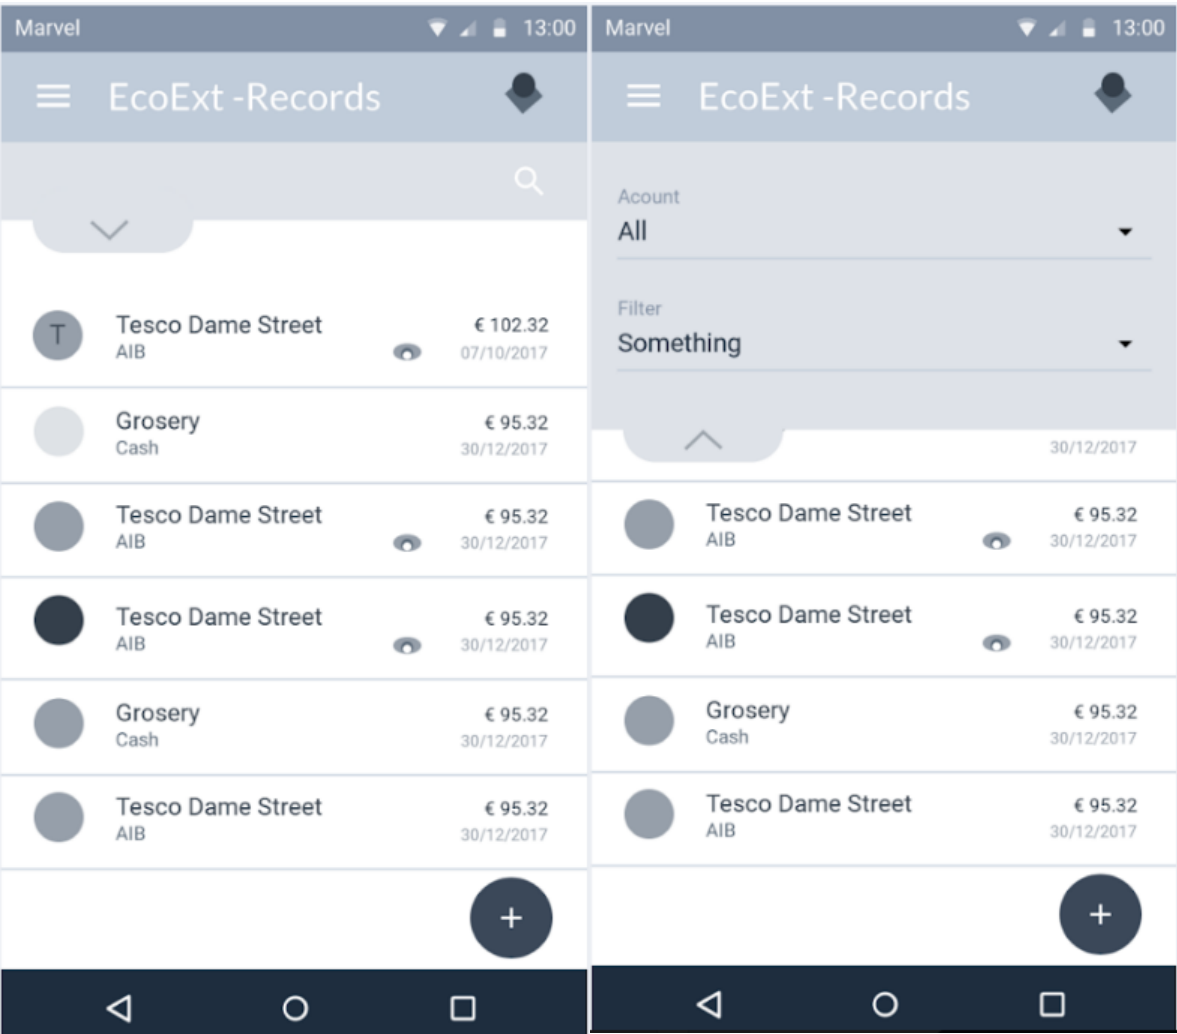 Marvel 13:00
EcoExt -Records
T
Tesco Dame Street € 102.32
AIB 07/10/2017
Grosery € 95.32
Cash 30/12/2017
Tesco Dame Street € 95.32
AIB 30/12/2017
Tesco Dame Street € 95.32
AIB 30/12/2017
Grosery € 95.32
Cash 30/12/2017
Tesco Dame Street € 95.32
AIB 30/12/2017
+
Marvel 13:00
EcoExt -Records
Acount
All
Filter
Something
30/12/2017
Tesco Dame Street € 95.32
AIB 30/12/2017
Tesco Dame Street € 95.32
AIB 30/12/2017
Grosery € 95.32
Cash 30/12/2017
Tesco Dame Street € 95.32
AIB 30/12/2017
+